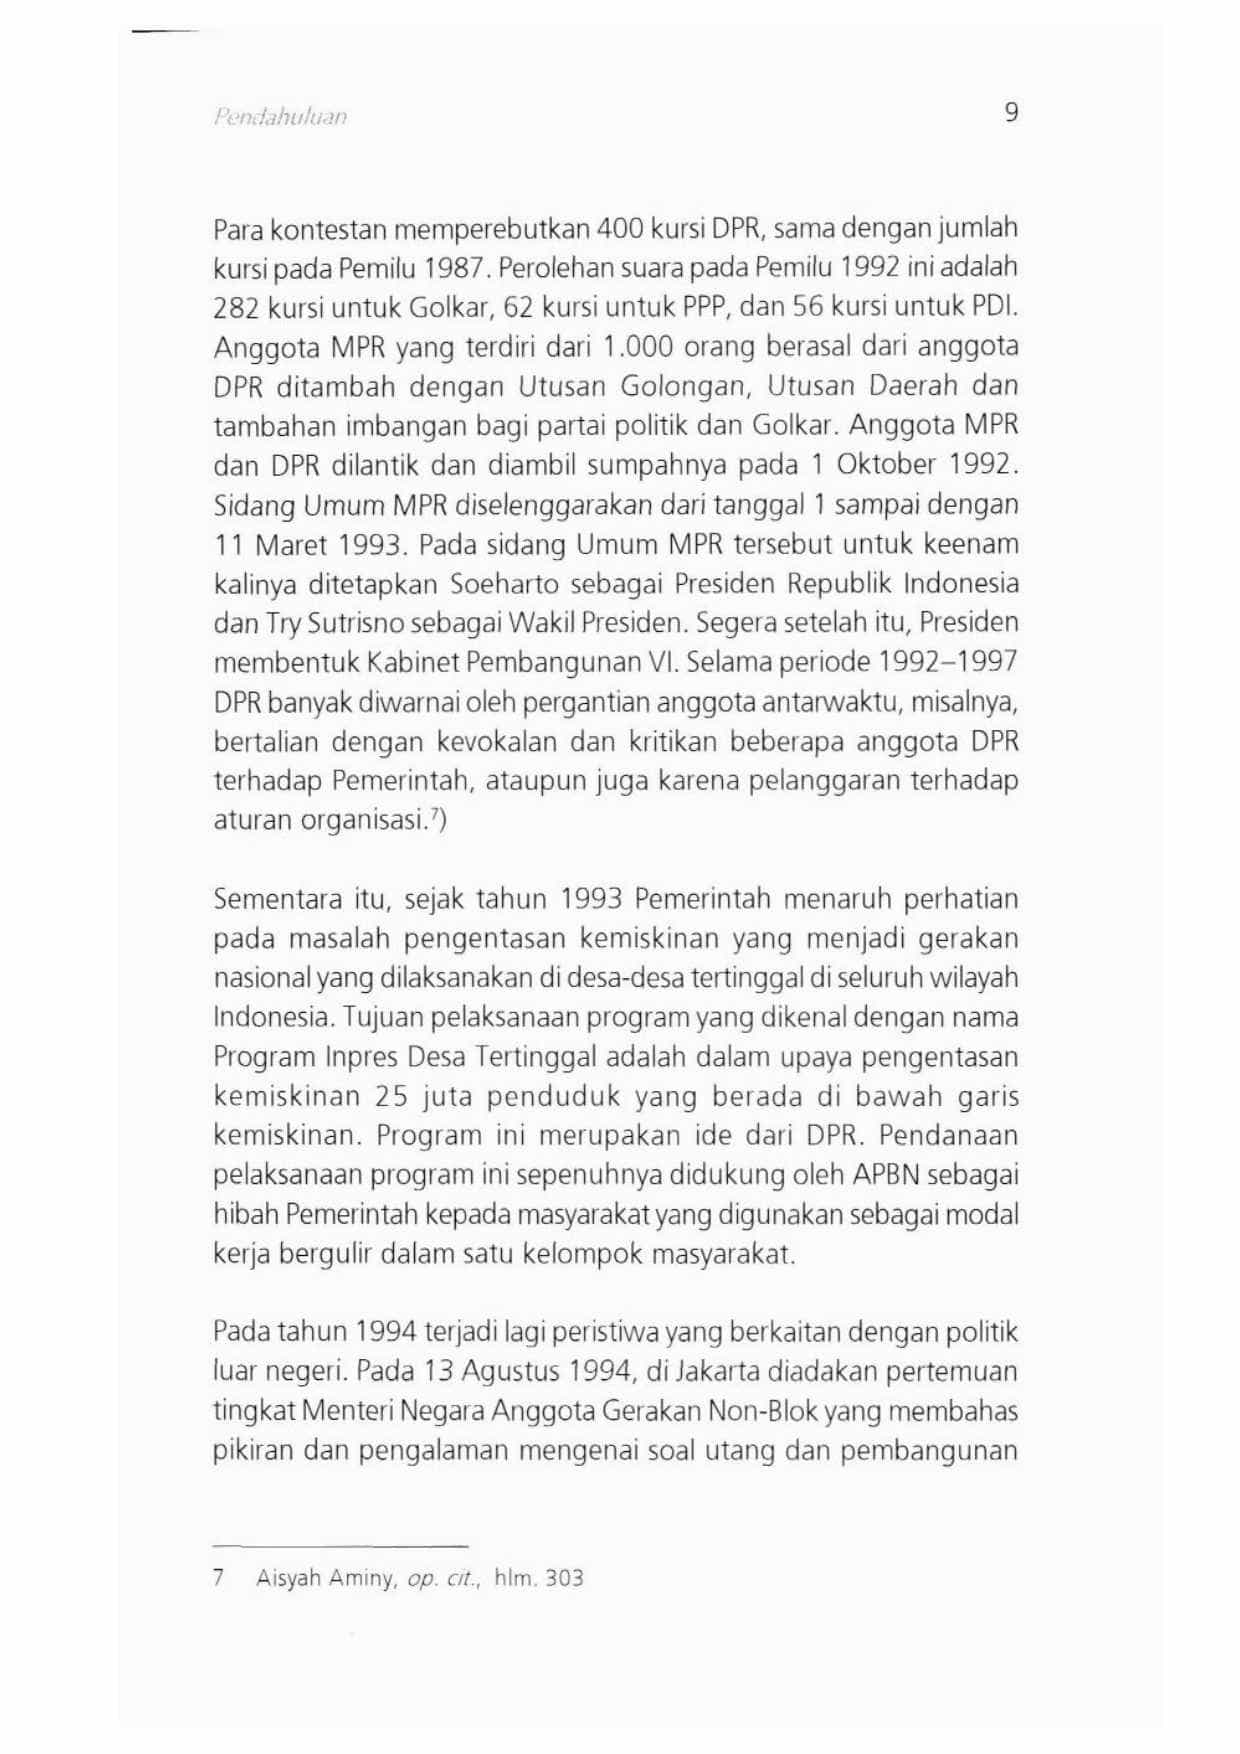 Pendahuluan 9
Para kontestan memperebutkan 400 kursi DPR, sama dengan jumlah
kursi pada Pemilu 1987. Perolehan suara pada Pemilu 1992 ini adalah
282 kursi untuk Golkar, 62 kursi untuk PPP, dan 56 kursi untuk PDI.
Anggota MPR yang terdiri dari 1.000 orang berasal dari anggota
DPR ditambah dengan Utusan Golongan, Utusan Daerah dan
tambahan imbangan bagi partai politik dan Golkar. Anggota MPR
dan DPR dilantik dan diambil sumpahnya pada 1 Oktober 1992.
Sidang Umum MPR diselenggarakan dari tanggal 1 sampai dengan
11 Maret 1993. Pada sidang Umum MPR tersebut untuk keenam
kalinya ditetapkan Soeharto sebagai Presiden Republik Indonesia
dan Try Sutrisno sebagai Wakil Presiden. Segera setelah itu, Presiden
membentuk Kabinet Pembangunan VI. Selama periode 1992–1997
DPR banyak diwarnai oleh pergantian anggota antarwaktu, misalnya,
bertalian dengan kevokalan dan kritikan beberapa anggota DPR
terhadap Pemerintah, ataupun juga karena pelanggaran terhadap
aturan organisasi.⁷)
Sementara itu, sejak tahun 1993 Pemerintah menaruh perhatian
pada masalah pengentasan kemiskinan yang menjadi gerakan
nasional yang dilaksanakan di desa-desa tertinggal di seluruh wilayah
Indonesia. Tujuan pelaksanaan program yang dikenal dengan nama
Program Inpres Desa Tertinggal adalah dalam upaya pengentasan
kemiskinan 25 juta penduduk yang berada di bawah garis
kemiskinan. Program ini merupakan ide dari DPR. Pendanaan
pelaksanaan program ini sepenuhnya didukung oleh APBN sebagai
hibah Pemerintah kepada masyarakat yang digunakan sebagai modal
kerja bergulir dalam satu kelompok masyarakat.
Pada tahun 1994 terjadi lagi peristiwa yang berkaitan dengan politik
luar negeri. Pada 13 Agustus 1994, di Jakarta diadakan pertemuan
tingkat Menteri Negara Anggota Gerakan Non-Blok yang membahas
pikiran dan pengalaman mengenai soal utang dan pembangunan
7 Aisyah Aminy, op. cit., hlm. 303